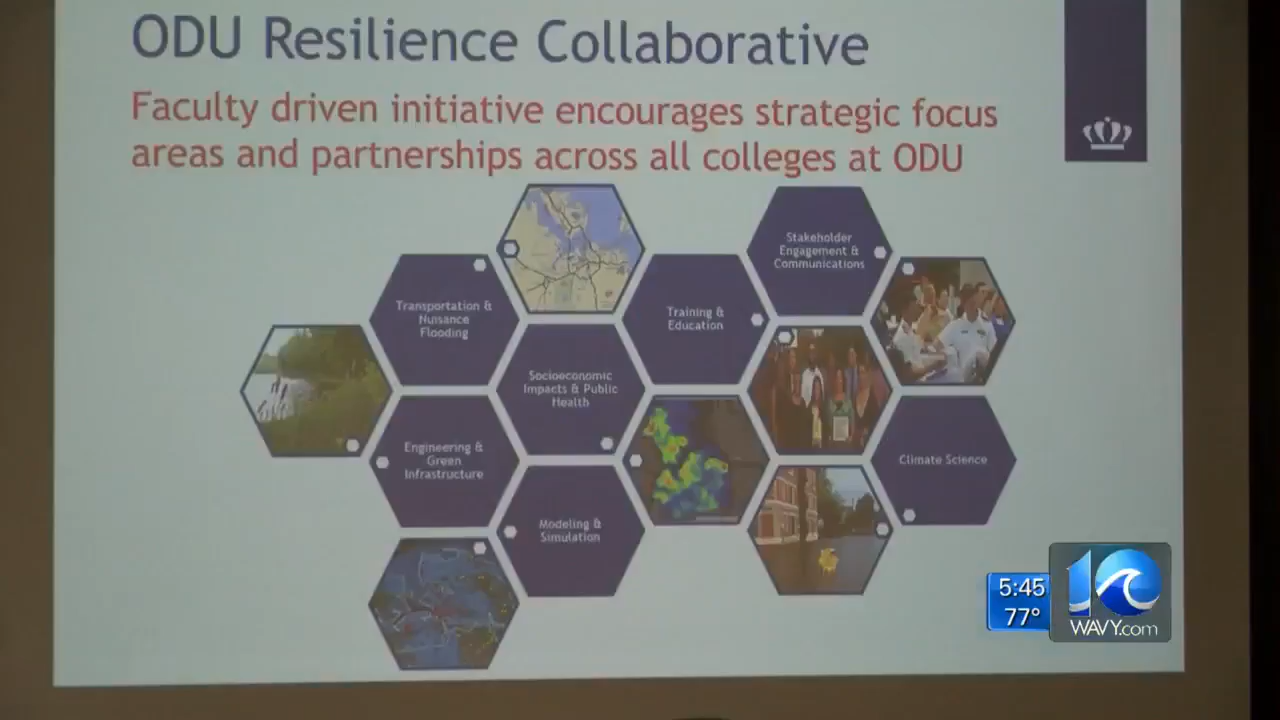 ODU Resilience Collaborative
Faculty driven initiative encourages strategic focus
areas and partnerships across all colleges at ODU
Stakeholder
Engagement &
Communications
Transportation &
Nuisance
Flooding
Training &
Education
Socioeconomic
Impacts & Public
Health
Engineering &
Green
Infrastructure
Climate Science
Modeling &
Simulation
5:45
77°
10
WAVY.com